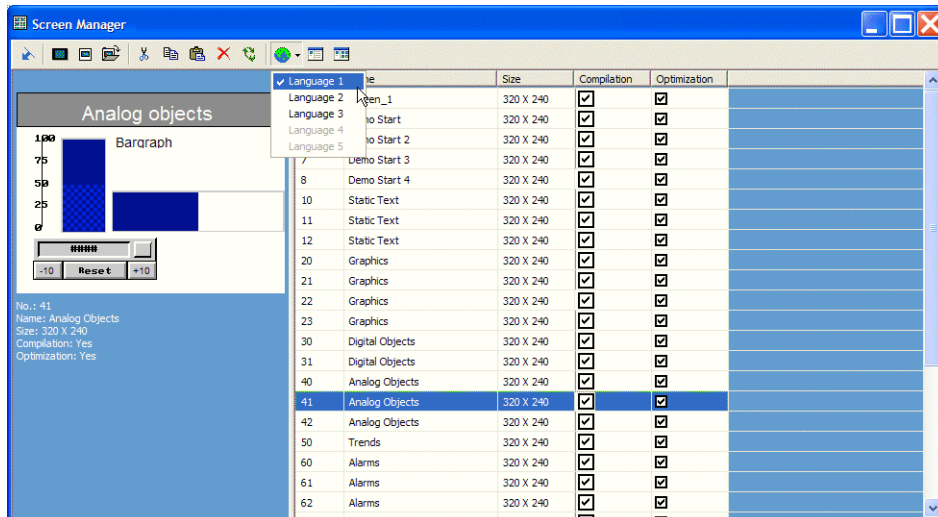 Screen Manager
Size Compilation Optimization
Language 1
Language 2
Language 3
Language 4
Language 5
Analog objects
100
75
50
25
0
Bargraph
####
-10 Reset +10
No.: 41
Name: Analog Objects
Size: 320 X 240
Compilation: Yes
Optimization: Yes
320 X 240
Start 320 X 240
Start 2 320 X 240
7 Demo Start 3 320 X 240
8 Demo Start 4 320 X 240
10 Static Text 320 X 240
11 Static Text 320 X 240
12 Static Text 320 X 240
20 Graphics 320 X 240
21 Graphics 320 X 240
22 Graphics 320 X 240
23 Graphics 320 X 240
30 Digital Objects 320 X 240
31 Digital Objects 320 X 240
40 Analog Objects 320 X 240
41 Analog Objects 320 X 240
42 Analog Objects 320 X 240
50 Trends 320 X 240
60 Alarms 320 X 240
61 Alarms 320 X 240
62 Alarms 320 X 240